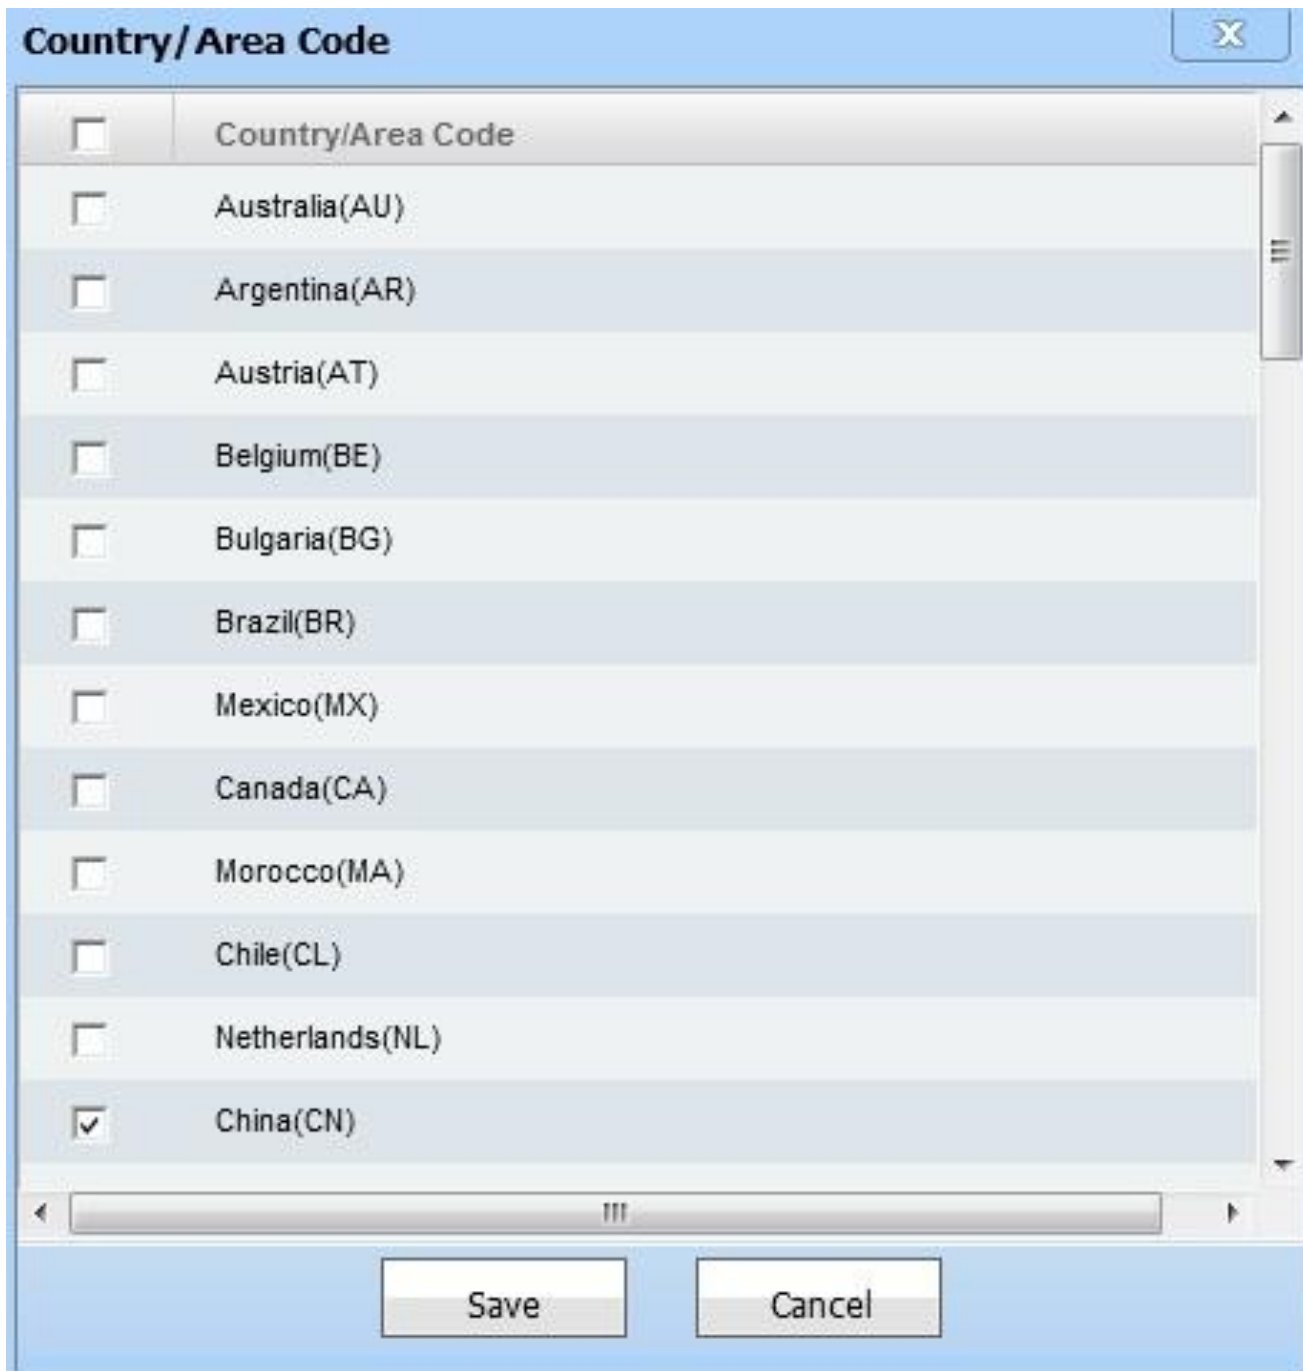 Country/Area Code
Country/Area Code
Australia(AU)
Argentina(AR)
Austria(AT)
Belgium(BE)
Bulgaria(BG)
Brazil(BR)
Mexico(MX)
Canada(CA)
Morocco(MA)
Chile(CL)
Netherlands(NL)
China(CN)
Save Cancel